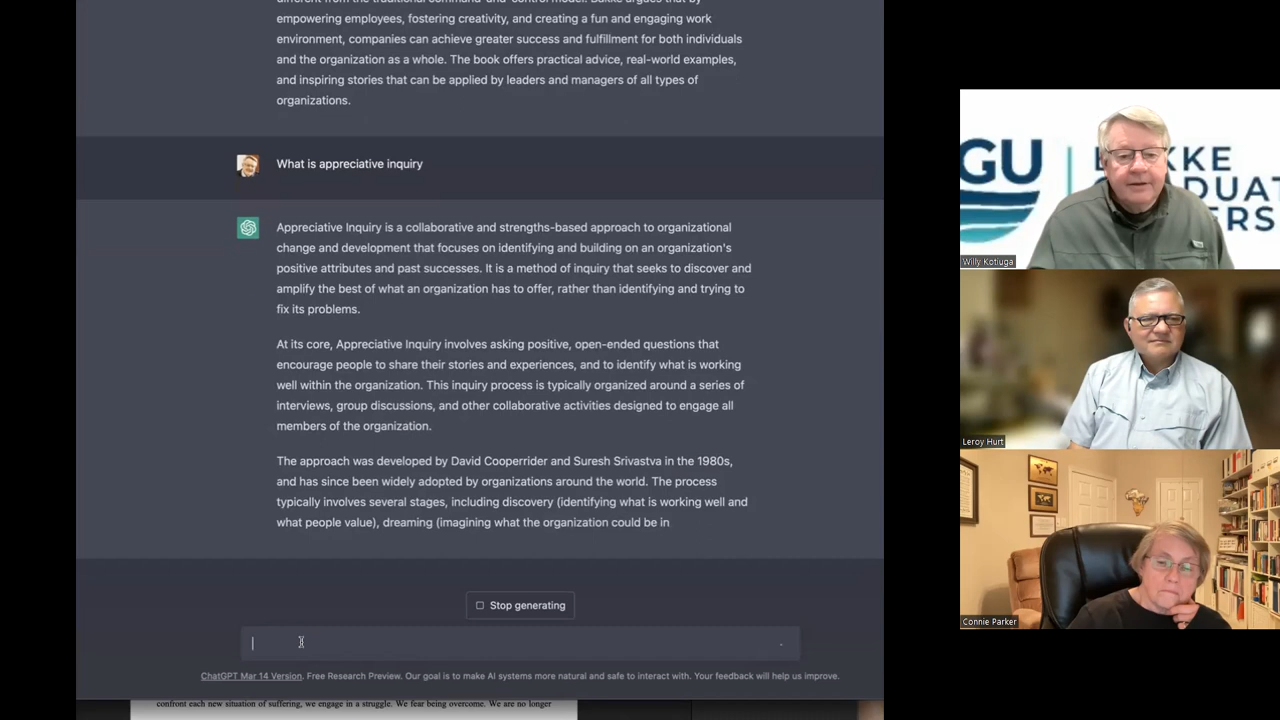 different from the traditional command-and-control model. Bakke argues that by
empowering employees, fostering creativity, and creating a fun and engaging work
environment, companies can achieve greater success and fulfillment for both individuals
and the organization as a whole. The book offers practical advice, real-world examples,
and inspiring stories that can be applied by leaders and managers of all types of
organizations.
What is appreciative inquiry
Appreciative Inquiry is a collaborative and strengths-based approach to organizational
change and development that focuses on identifying and building on an organization's
positive attributes and past successes. It is a method of inquiry that seeks to discover and
amplify the best of what an organization has to offer, rather than identifying and trying to
fix its problems.
At its core, Appreciative Inquiry involves asking positive, open-ended questions that
encourage people to share their stories and experiences, and to identify what is working
well within the organization. This inquiry process is typically organized around a series of
interviews, group discussions, and other collaborative activities designed to engage all
members of the organization.
The approach was developed by David Cooperrider and Suresh Srivastva in the 1980s,
and has since been widely adopted by organizations around the world. The process
typically involves several stages, including discovery (identifying what is working well and
what people value), dreaming (imagining what the organization could be in
Stop generating
ChatGPT Mar 14 Version. Free Research Preview. Our goal is to make AI systems more natural and safe to interact with. Your feedback will help us improve.
confront each new situation of suffering, we engage in a struggle. We fear being overcome. We are no longer
GU
KKE
RADUAT
ERS
Willy Kotiuga
Leroy Hurt
Connie Parker